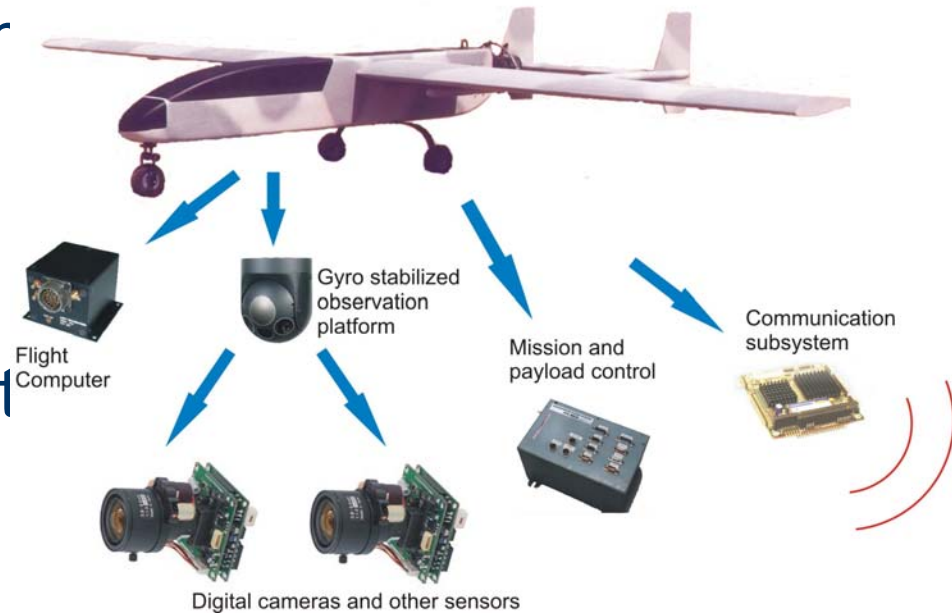 Gyro stabilized
observation
platform
Flight
Computer
Mission and
payload control
Communication
subsystem
Digital cameras and other sensors